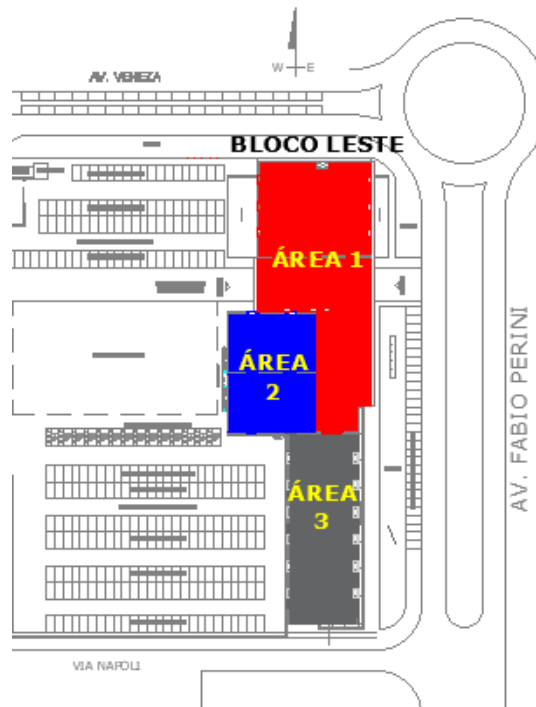 AV. VENEZA
W E
BLOCO LESTE
ÁREA 1
ÁREA
2
ÁREA
3
AV. FABIO PERINI
VIA NAPOLI